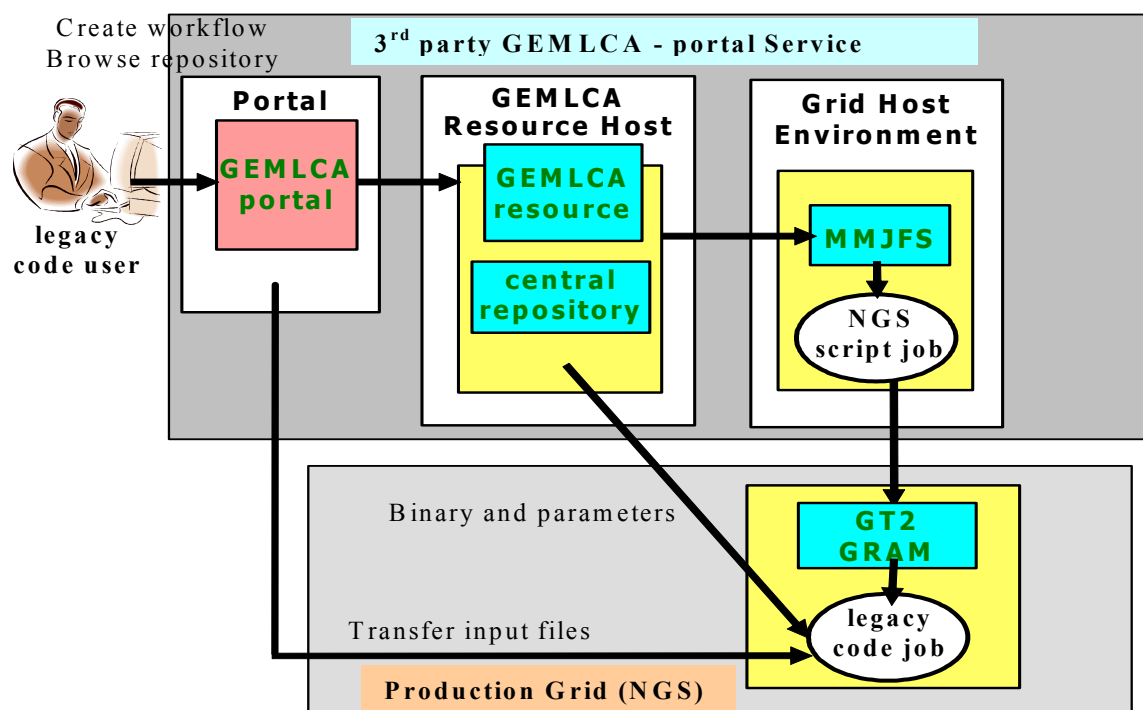 Create workflow
Browse repository
3rd party GEMLCA - portal Service
Portal
GEMLCA
portal
legacy
code user
GEMLCA
Resource Host
GEMLCA
resource
central
repository
Grid Host
Environment
MMJFS
NGS
script job
Binary and parameters
GT2
GRAM
legacy
code job
Transfer input files
Production Grid (NGS)